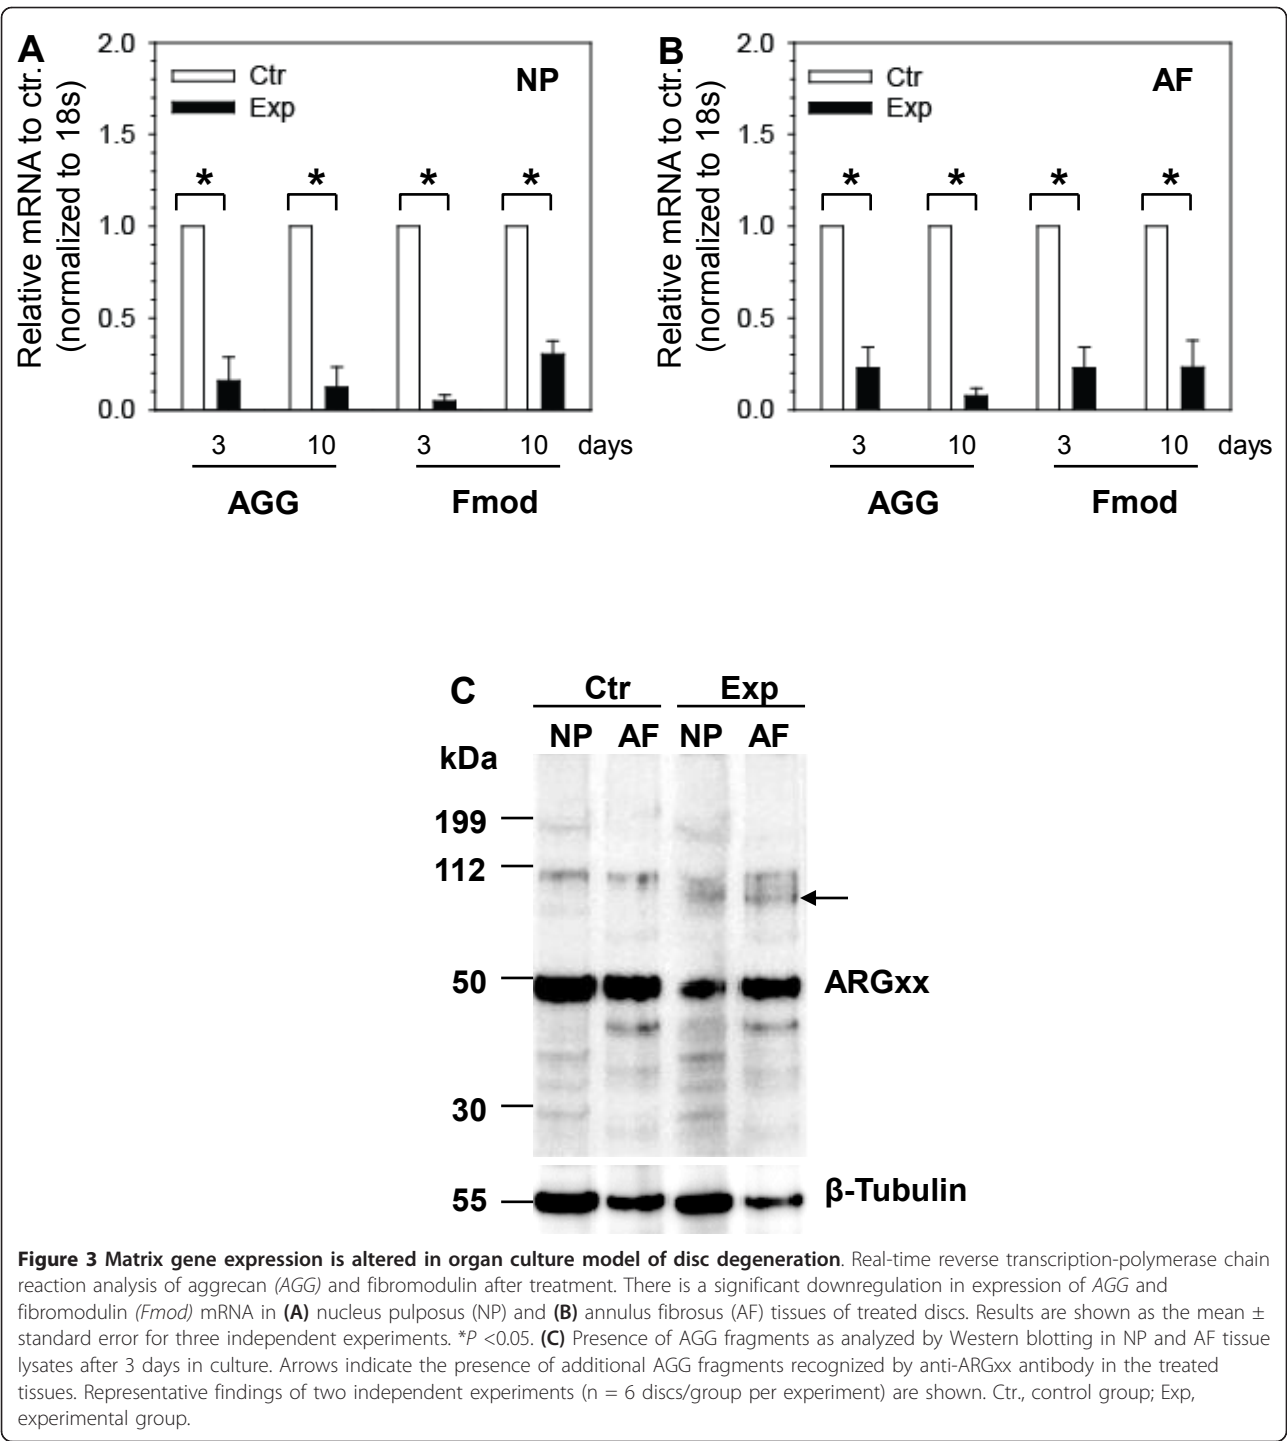 A
2.0
1.5
1.0
0.5
0.0
Relative mRNA to ctr.
(normalized to 18s)
Ctr
Exp
NP
*
*
*
*
3
10
3
10
days
AGG
Fmod
B
2.0
1.5
1.0
0.5
0.0
Relative mRNA to ctr.
(normalized to 18s)
Ctr
Exp
AF
*
*
*
*
3
10
3
10
days
AGG
Fmod
C
Ctr
Exp
NP AF NP AF
kDa
199
112
50
ARGxx
30
55
β-Tubulin
Figure 3 Matrix gene expression is altered in organ culture model of disc degeneration. Real-time reverse transcription-polymerase chain
reaction analysis of aggrecan (AGG) and fibromodulin after treatment. There is a significant downregulation in expression of AGG and
fibromodulin (Fmod) mRNA in (A) nucleus pulposus (NP) and (B) annulus fibrosus (AF) tissues of treated discs. Results are shown as the mean ±
standard error for three independent experiments. *P <0.05. (C) Presence of AGG fragments as analyzed by Western blotting in NP and AF tissue
lysates after 3 days in culture. Arrows indicate the presence of additional AGG fragments recognized by anti-ARGxx antibody in the treated
tissues. Representative findings of two independent experiments (n = 6 discs/group per experiment) are shown. Ctr., control group; Exp,
experimental group.